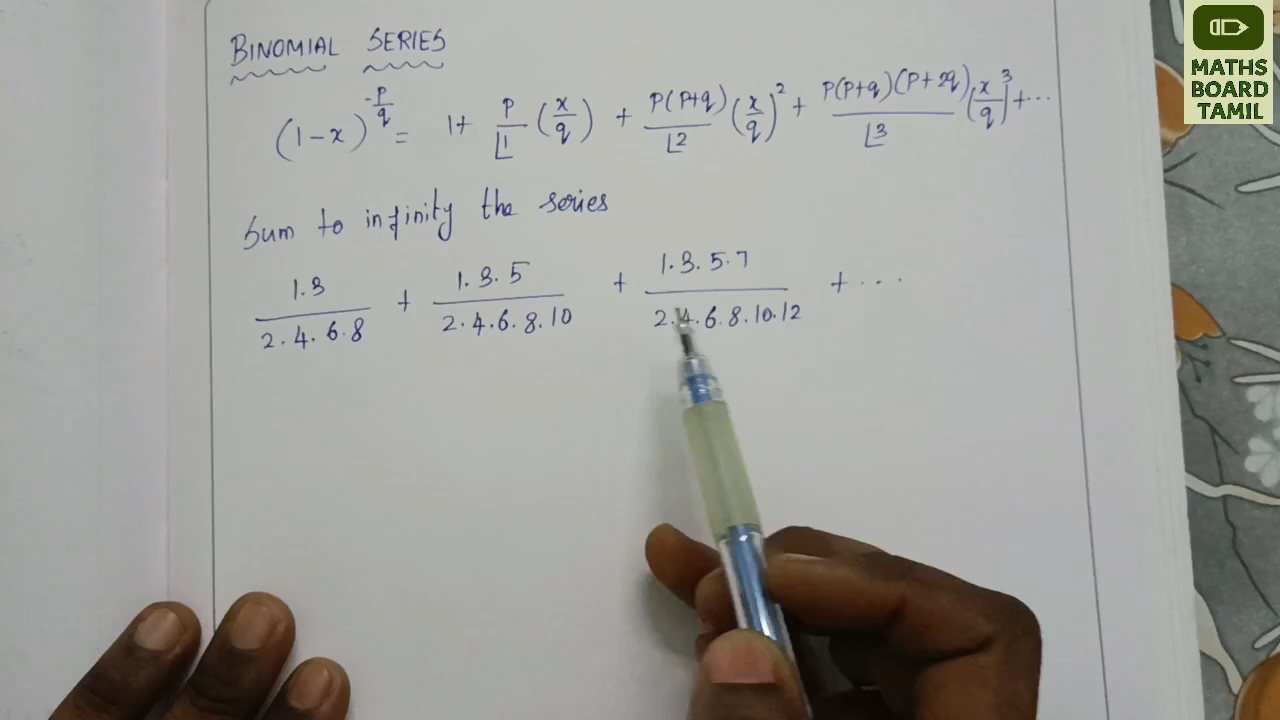 BINOMIAL SERIES
(1-x)^(-p/q) = 1 + p/∟1 (x/q) + p(p+q)/∟2 (x/q)^2 + p(p+q)(p+2q)/∟3 (x/q)^3 + ...
Sum to infinity the series
1.3/2.4.6.8 + 1.3.5/2.4.6.8.10 + 1.3.5.7/2.4.6.8.10.12 + ...
MATHS
BOARD
TAMIL